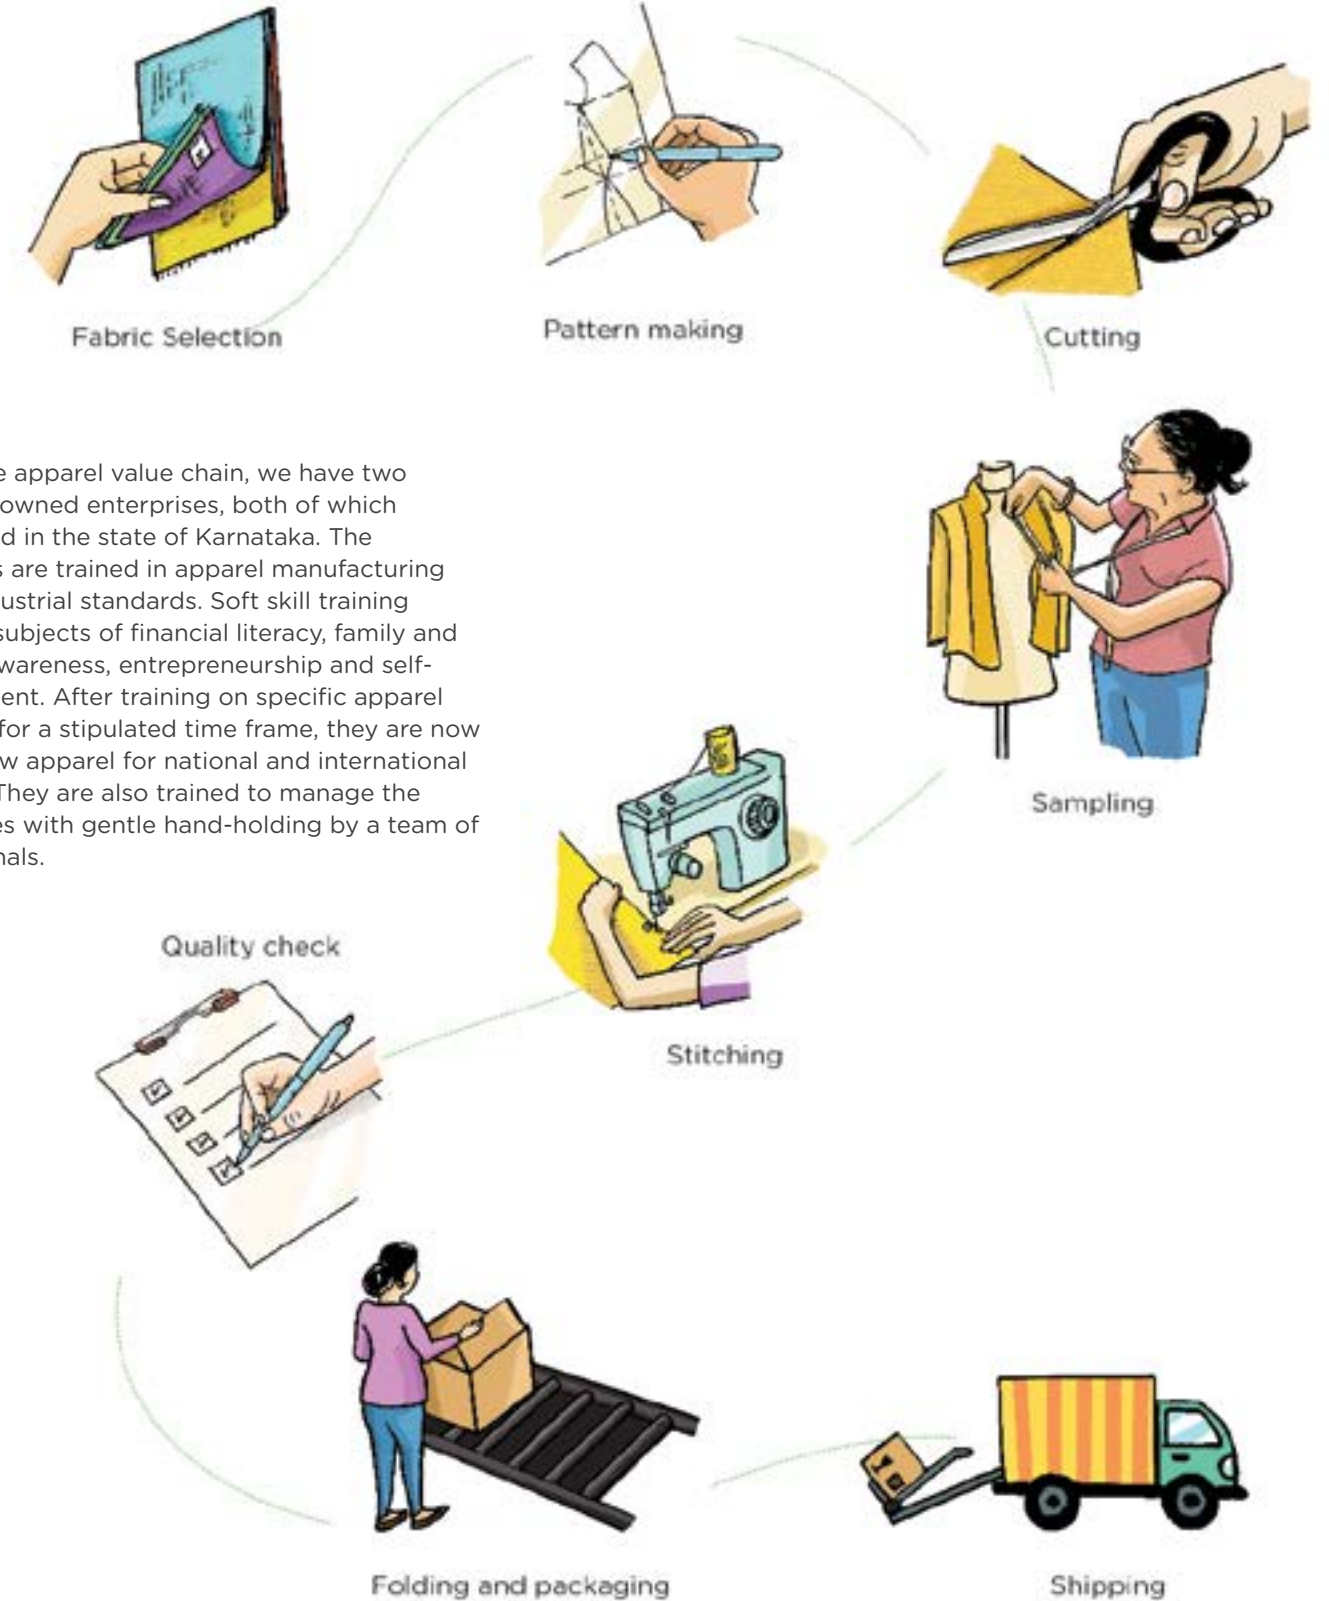 Fabric Selection
Pattern making
Cutting
e apparel value chain, we have two
owned enterprises, both of which
d in the state of Karnataka. The
s are trained in apparel manufacturing
ustrial standards. Soft skill training
subjects of financial literacy, family and
wareness, entrepreneurship and self-
ent. After training on specific apparel
for a stipulated time frame, they are now
w apparel for national and international
They are also trained to manage the
es with gentle hand-holding by a team of
nals.
Sampling
Stitching
Quality check
Folding and packaging
Shipping